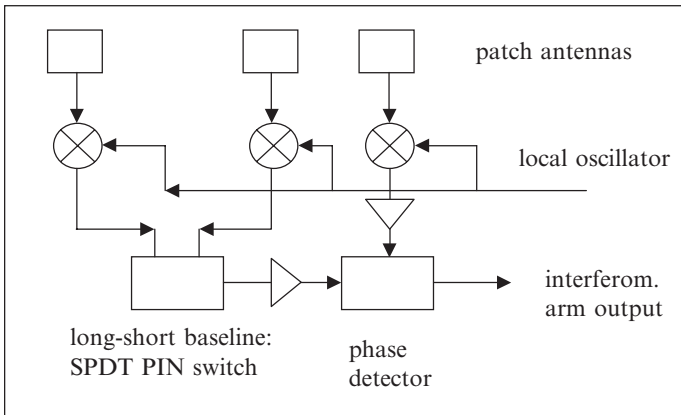 patch antennas
local oscillator
interferom.
arm output
long-short baseline:
SPDT PIN switch
phase
detector